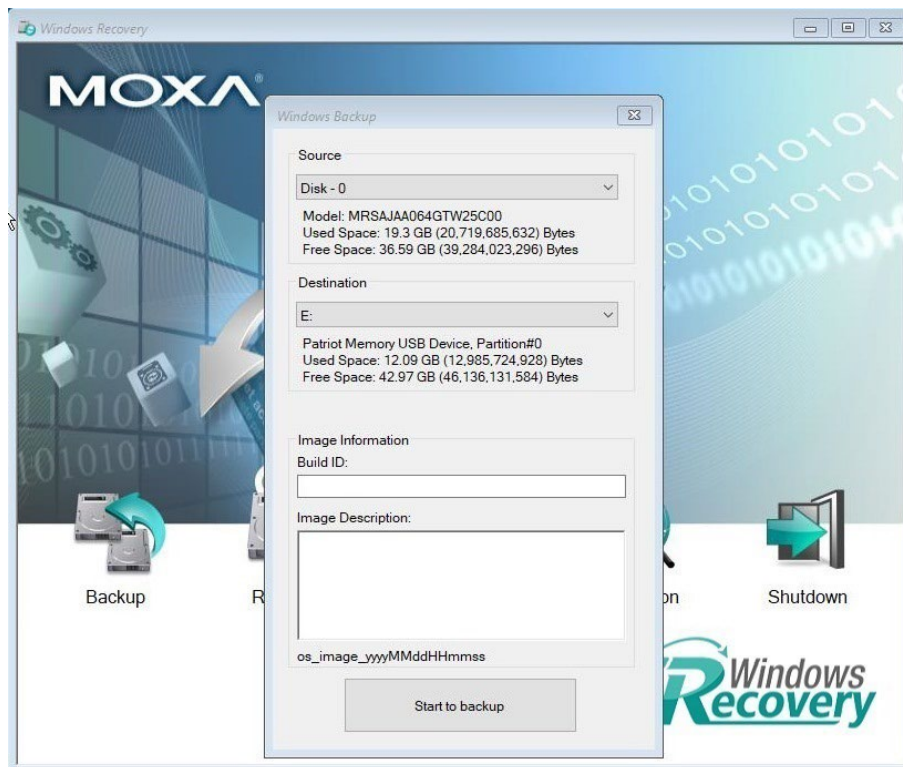 Windows Recovery
MOXA®
Windows Backup
Source
Disk - 0
Model: MRSAJAA064GTW25C00
Used Space: 19.3 GB (20,719,685,632) Bytes
Free Space: 36.59 GB (39,284,023,296) Bytes
Destination
E:
Patriot Memory USB Device, Partition#0
Used Space: 12.09 GB (12,985,724,928) Bytes
Free Space: 42.97 GB (46,136,131,584) Bytes
Image Information
Build ID:
Image Description:
os_image_yyyyMMddHHmmss
Start to backup
Backup
R
on
Shutdown
Windows
Recovery